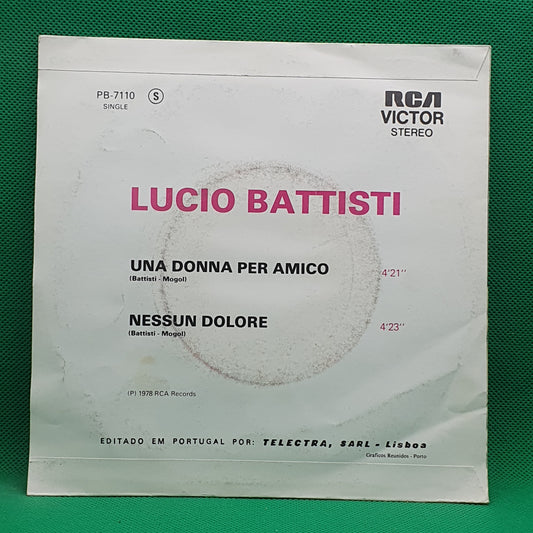 PB-7110 S
SINGLE
RCA
VICTOR
STEREO
LUCIO BATTISTI
UNA DONNA PER AMICO 4'21''
(Battisti - Mogol)
NESSUN DOLORE 4'23''
(Battisti - Mogol)
(P) 1978 RCA Records
EDITADO EM PORTUGAL POR: TELECTRA, SARL - Lisboa
Gráficos Reunidos - Porto